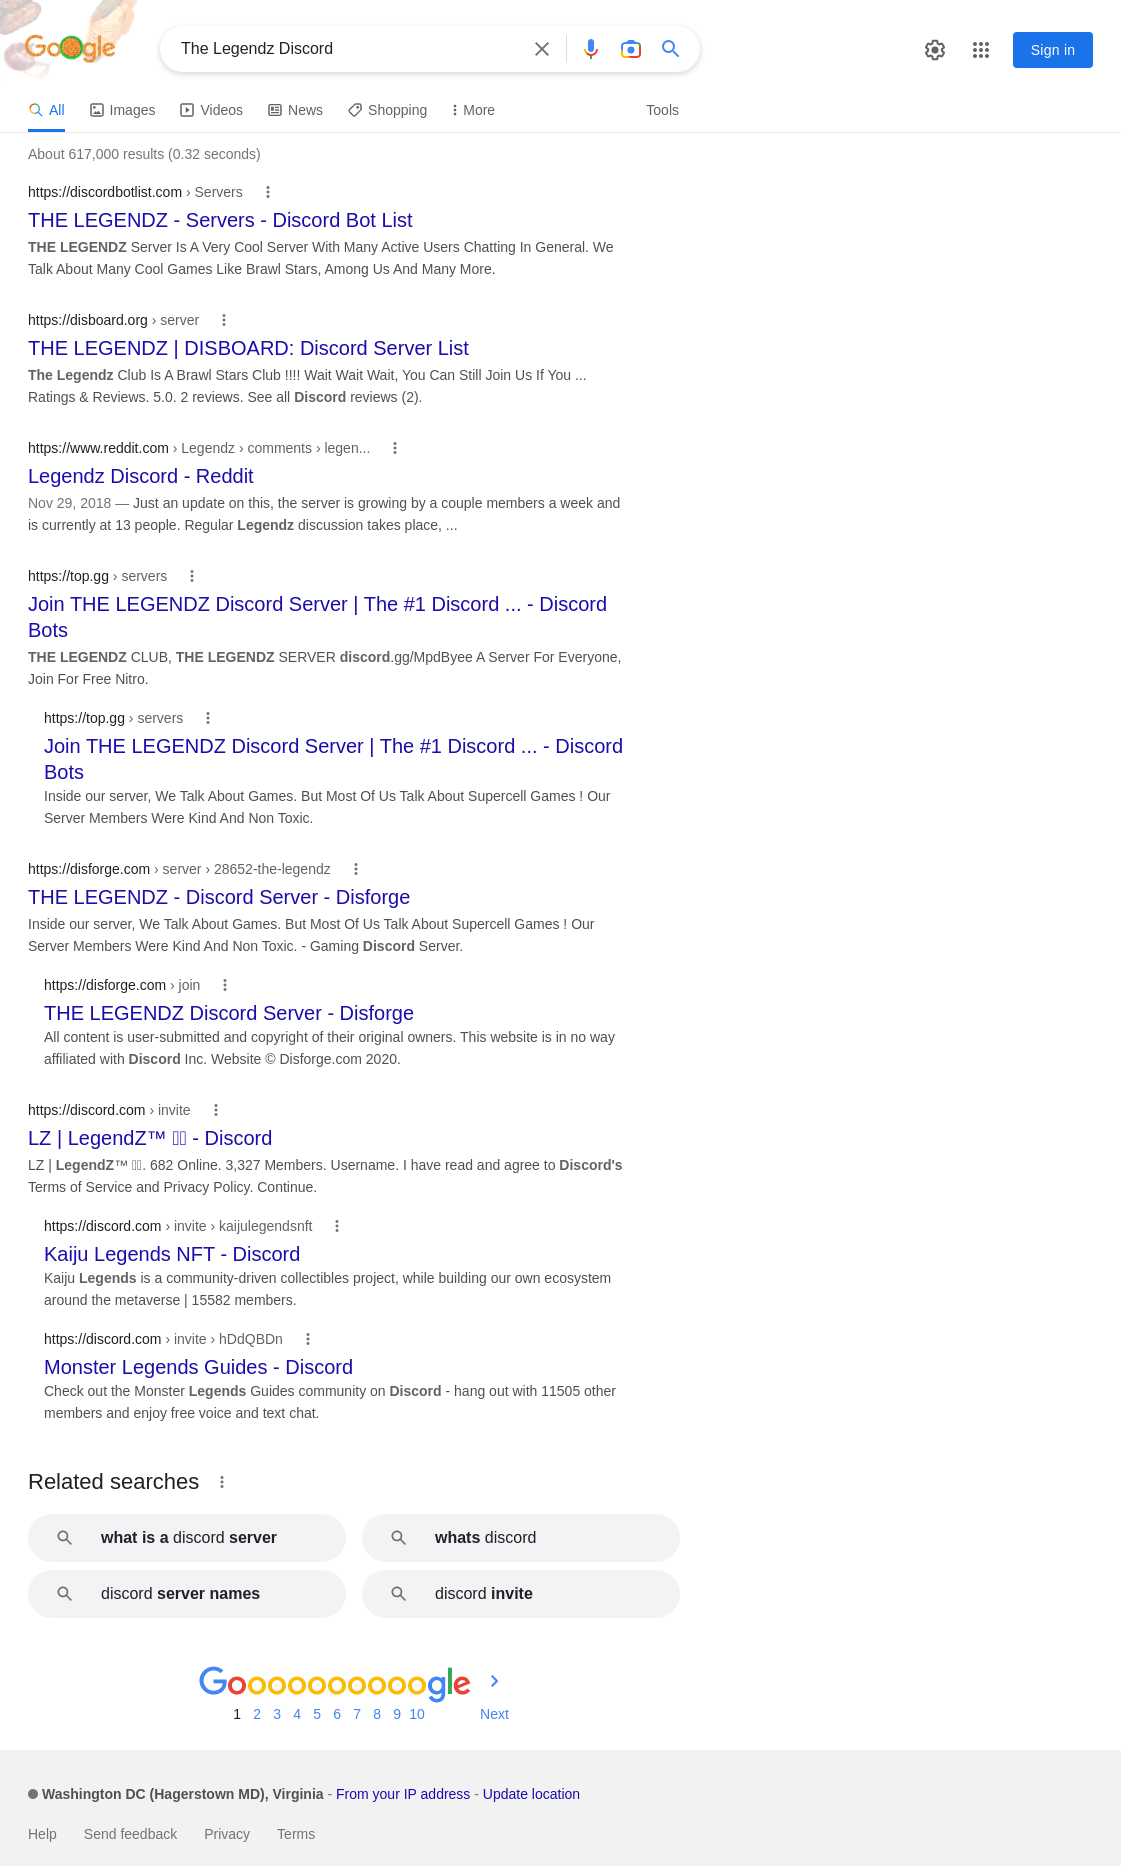 Google
The Legendz Discord
Sign in
All
Images
Videos
News
Shopping
More
Tools
About 617,000 results (0.32 seconds)
https://discordbotlist.com › Servers
THE LEGENDZ - Servers - Discord Bot List
THE LEGENDZ Server Is A Very Cool Server With Many Active Users Chatting In General. We
Talk About Many Cool Games Like Brawl Stars, Among Us And Many More.
https://disboard.org › server
THE LEGENDZ | DISBOARD: Discord Server List
The Legendz Club Is A Brawl Stars Club !!!! Wait Wait Wait, You Can Still Join Us If You ...
Ratings & Reviews. 5.0. 2 reviews. See all Discord reviews (2).
https://www.reddit.com › Legendz › comments › legen...
Legendz Discord - Reddit
Nov 29, 2018 — Just an update on this, the server is growing by a couple members a week and
is currently at 13 people. Regular Legendz discussion takes place, ...
https://top.gg › servers
Join THE LEGENDZ Discord Server | The #1 Discord ... - Discord
Bots
THE LEGENDZ CLUB, THE LEGENDZ SERVER discord.gg/MpdByee A Server For Everyone,
Join For Free Nitro.
https://top.gg › servers
Join THE LEGENDZ Discord Server | The #1 Discord ... - Discord
Bots
Inside our server, We Talk About Games. But Most Of Us Talk About Supercell Games ! Our
Server Members Were Kind And Non Toxic.
https://disforge.com › server › 28652-the-legendz
THE LEGENDZ - Discord Server - Disforge
Inside our server, We Talk About Games. But Most Of Us Talk About Supercell Games ! Our
Server Members Were Kind And Non Toxic. - Gaming Discord Server.
https://disforge.com › join
THE LEGENDZ Discord Server - Disforge
All content is user-submitted and copyright of their original owners. This website is in no way
affiliated with Discord Inc. Website © Disforge.com 2020.
https://discord.com › invite
LZ | LegendZ™ - Discord
LZ | LegendZ™ . 682 Online. 3,327 Members. Username. I have read and agree to Discord's
Terms of Service and Privacy Policy. Continue.
https://discord.com › invite › kaijulegendsnft
Kaiju Legends NFT - Discord
Kaiju Legends is a community-driven collectibles project, while building our own ecosystem
around the metaverse | 15582 members.
https://discord.com › invite › hDdQBDn
Monster Legends Guides - Discord
Check out the Monster Legends Guides community on Discord - hang out with 11505 other
members and enjoy free voice and text chat.
Related searches
what is a discord server
whats discord
discord server names
discord invite
Goooooooooogle
1 2 3 4 5 6 7 8 9 10 Next
Washington DC (Hagerstown MD), Virginia - From your IP address - Update location
Help Send feedback Privacy Terms